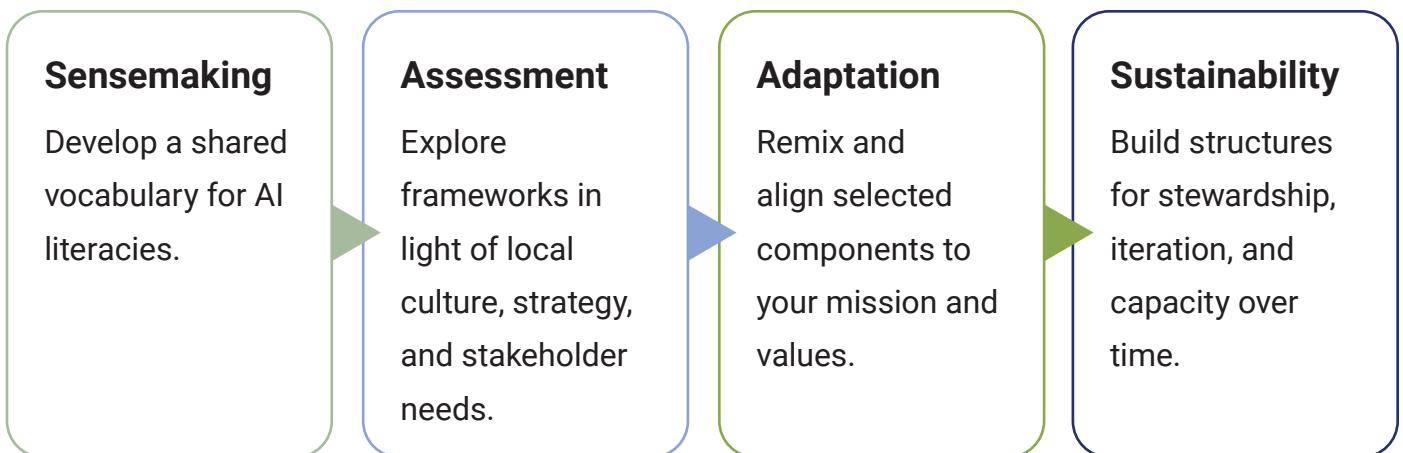 Sensemaking
Develop a shared
vocabulary for AI
literacies.
Assessment
Explore
frameworks in
light of local
culture, strategy,
and stakeholder
needs.
Adaptation
Remix and
align selected
components to
your mission and
values.
Sustainability
Build structures
for stewardship,
iteration, and
capacity over
time.